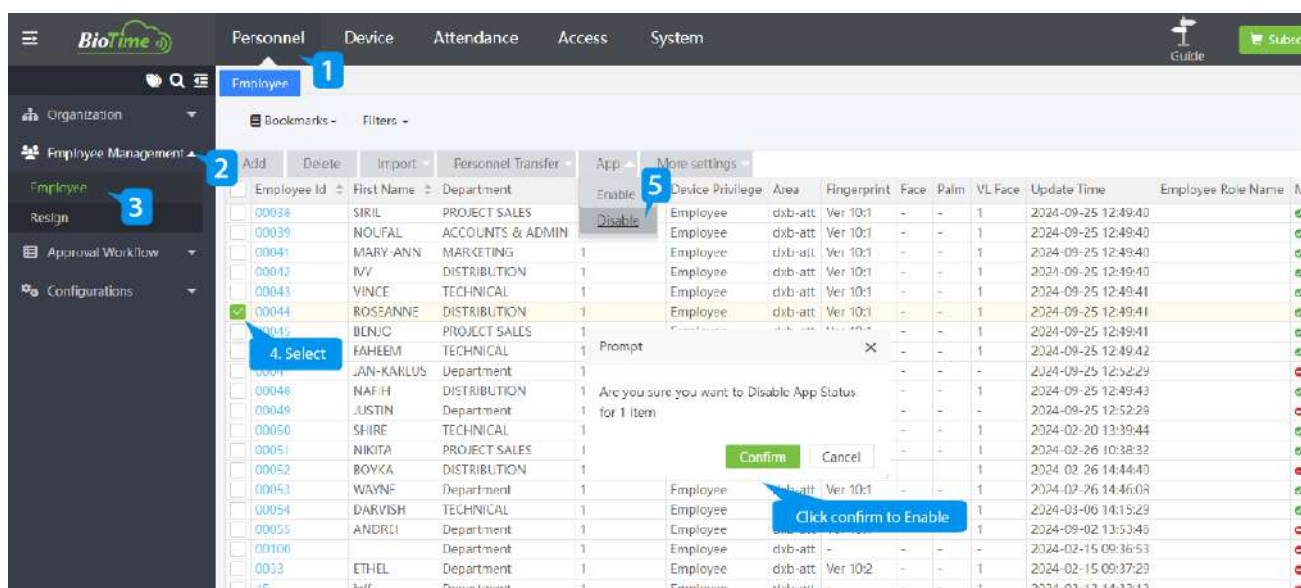 BioTime
Personnel Device Attendance Access System
Guide
Subsc
1
Employee
Organization
Bookmarks Filters
Employee Management
2
Add Delete Import Personnel Transfer App More settings
Employee
3
Resign
Approval Workflow
Configurations
Enable
Disable
5
Employee Id First Name Department Device Privilege Area Fingerprint Face Palm VL Face Update Time Employee Role Name
00038 SIRIL PROJECT SALES Employee dxb-att Ver 10:1 - - 1 2024-09-25 12:49:40
00039 NOUFAL ACCOUNTS & ADMIN Employee dxb-att Ver 10:1 - - 1 2024-09-25 12:49:40
00041 MARY-ANN MARKETING 1 Employee dxb-att Ver 10:1 - - 1 2024-09-25 12:49:40
00042 IVY DISTRIBUTION 1 Employee dxb-att Ver 10:1 - - 1 2024-09-25 12:49:40
00043 VINCE TECHNICAL 1 Employee dxb-att Ver 10:1 - - 1 2024-09-25 12:49:41
00044 ROSEANNE DISTRIBUTION 1 Employee dxb-att Ver 10:1 - - 1 2024-09-25 12:49:41
00045 BENJO PROJECT SALES 1 - - 1 2024-09-25 12:49:41
4. Select
FAHEEM TECHNICAL 1 - - 1 2024-09-25 12:49:42
JAN-KARLUS Department 1 - - - 2024-09-25 12:52:29
00048 NAFIH DISTRIBUTION 1 - - 1 2024-09-25 12:49:43
00049 JUSTIN Department 1 - - - 2024-09-25 12:52:29
00050 SHIRE TECHNICAL 1 - - 1 2024-02-20 13:39:44
00051 NIKITA PROJECT SALES 1 - - 1 2024-02-26 10:38:32
00052 BOYKA DISTRIBUTION 1 1 2024-02-26 14:44:40
00053 WAYNE Department 1 Employee dxb-att Ver 10:1 - - 1 2024-02-26 14:46:08
00054 DARVISH TECHNICAL 1 Employee 1 2024-03-06 14:15:29
00055 ANDREI Department 1 Employee 1 2024-09-02 13:53:46
00100 Department 1 Employee dxb-att - - - - 2024-02-15 09:36:53
0033 ETHEL Department 1 Employee dxb-att Ver 10:2 - - 1 2024-02-15 09:37:29
Prompt
Are you sure you want to Disable App Status
for 1 item
Confirm Cancel
Click confirm to Enable